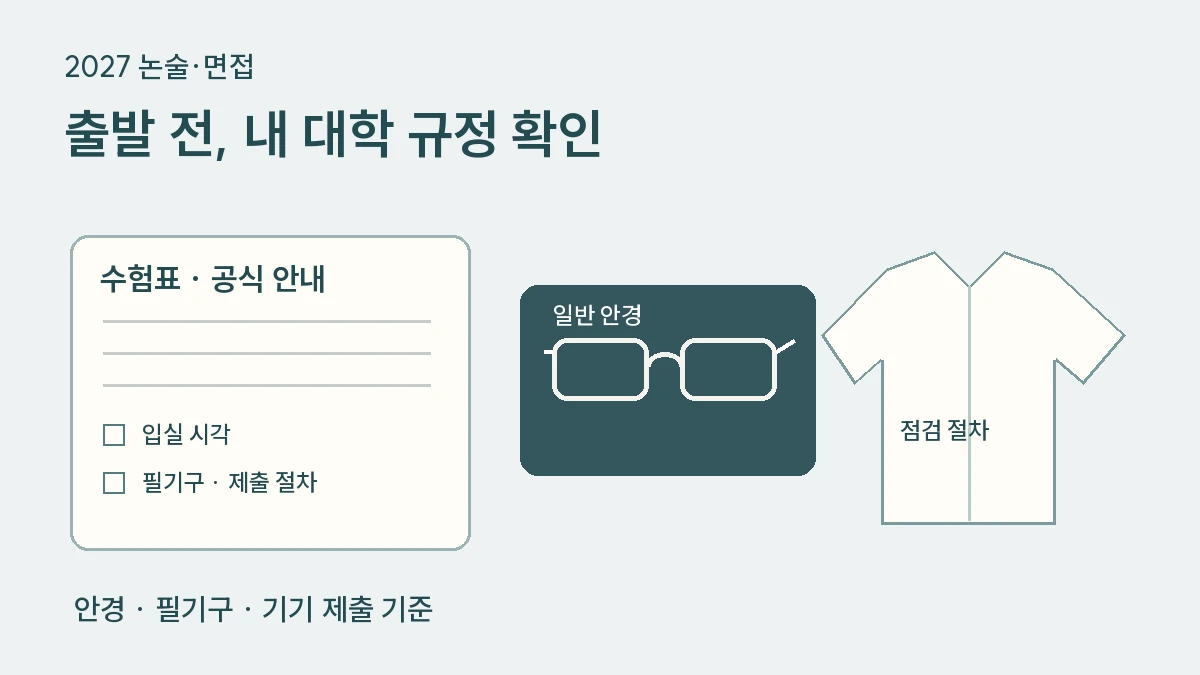 2027 논술·면접
출발 전, 내 대학 규정 확인
수험표 · 공식 안내
입실 시각
필기구 · 제출 절차
일반 안경
점검 절차
안경 · 필기구 · 기기 제출 기준